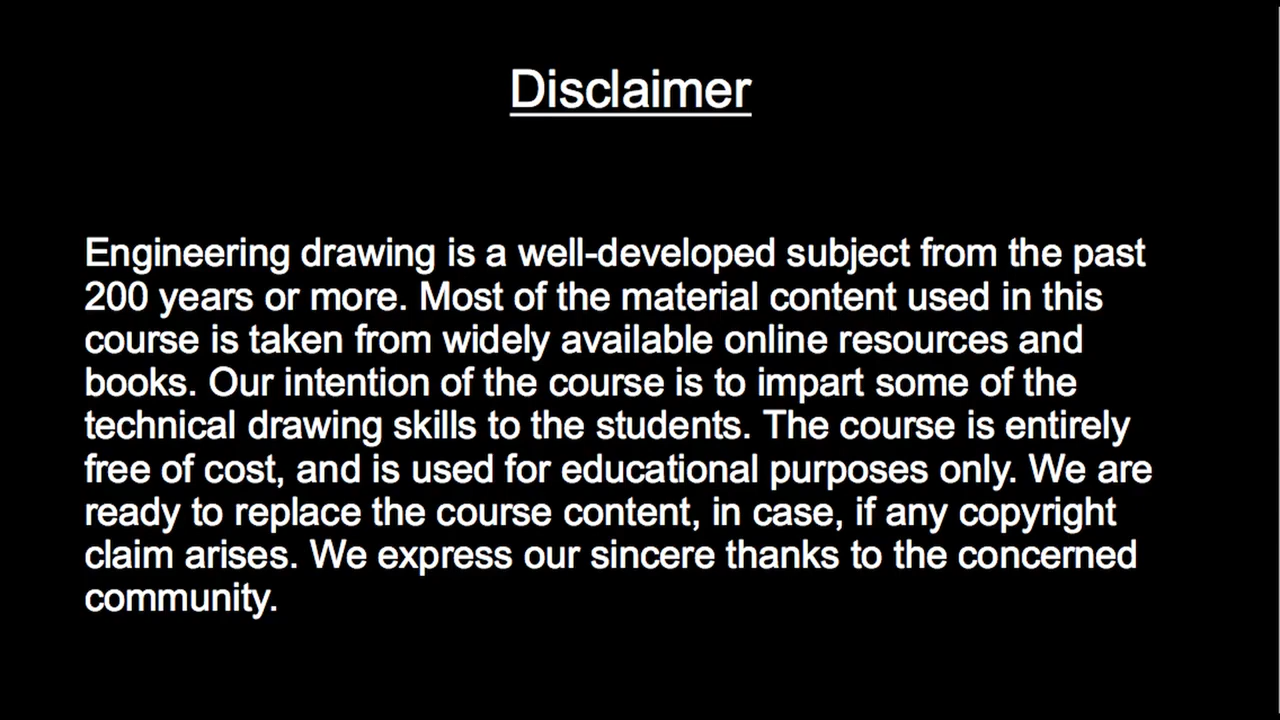 Disclaimer
Engineering drawing is a well-developed subject from the past
200 years or more. Most of the material content used in this
course is taken from widely available online resources and
books. Our intention of the course is to impart some of the
technical drawing skills to the students. The course is entirely
free of cost, and is used for educational purposes only. We are
ready to replace the course content, in case, if any copyright
claim arises. We express our sincere thanks to the concerned
community.